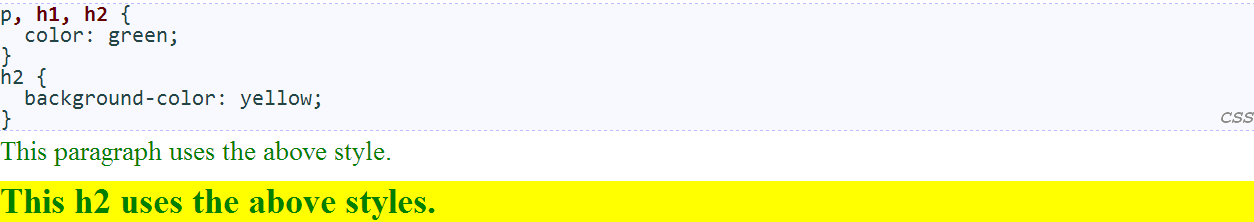 p, h1, h2 {
  color: green;
}
h2 {
  background-color: yellow;
}
CSS
This paragraph uses the above style.
This h2 uses the above styles.